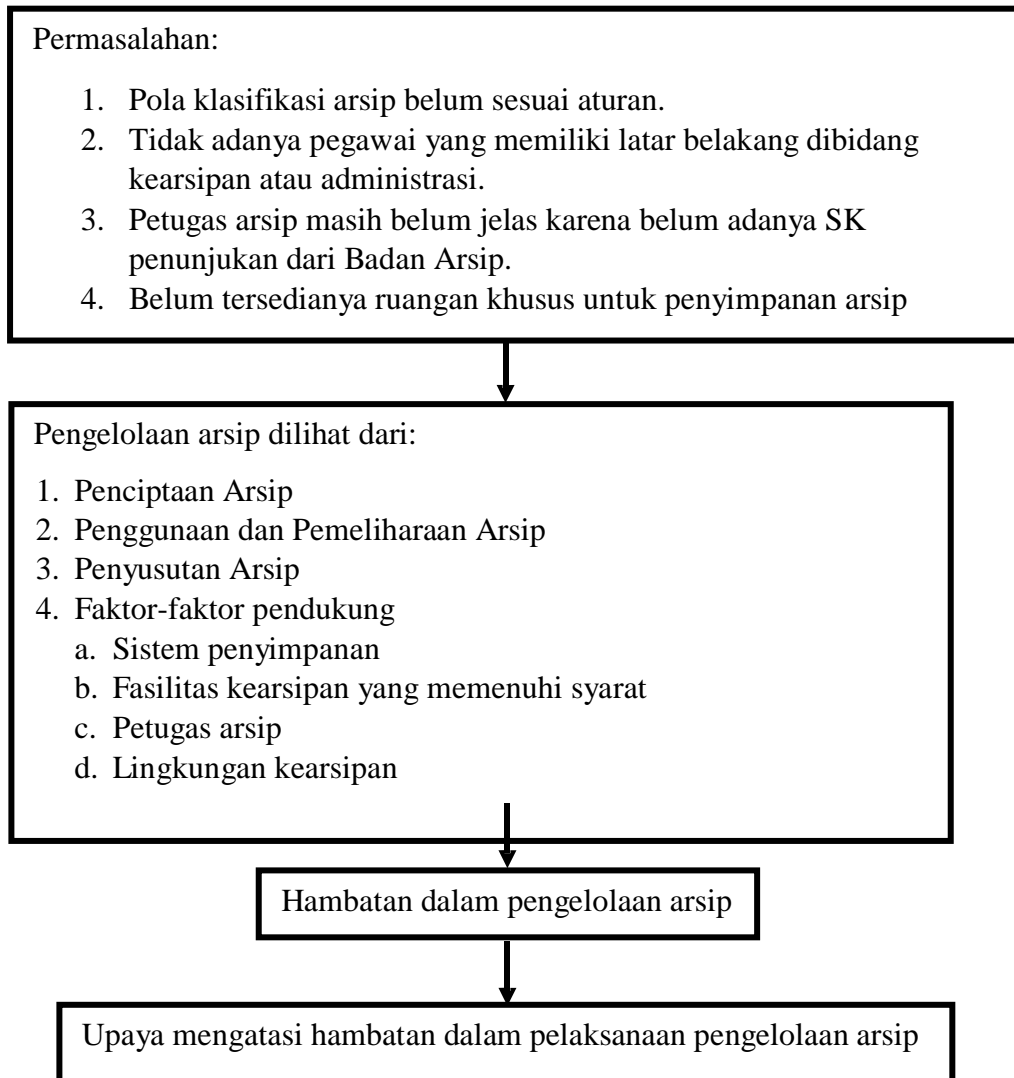 Permasalahan:
1. Pola klasifikasi arsip belum sesuai aturan.
2. Tidak adanya pegawai yang memiliki latar belakang dibidang
kearsipan atau administrasi.
3. Petugas arsip masih belum jelas karena belum adanya SK
penunjukan dari Badan Arsip.
4. Belum tersedianya ruangan khusus untuk penyimpanan arsip
Pengelolaan arsip dilihat dari:
1. Penciptaan Arsip
2. Penggunaan dan Pemeliharaan Arsip
3. Penyusutan Arsip
4. Faktor-faktor pendukung
a. Sistem penyimpanan
b. Fasilitas kearsipan yang memenuhi syarat
c. Petugas arsip
d. Lingkungan kearsipan
Hambatan dalam pengelolaan arsip
Upaya mengatasi hambatan dalam pelaksanaan pengelolaan arsip